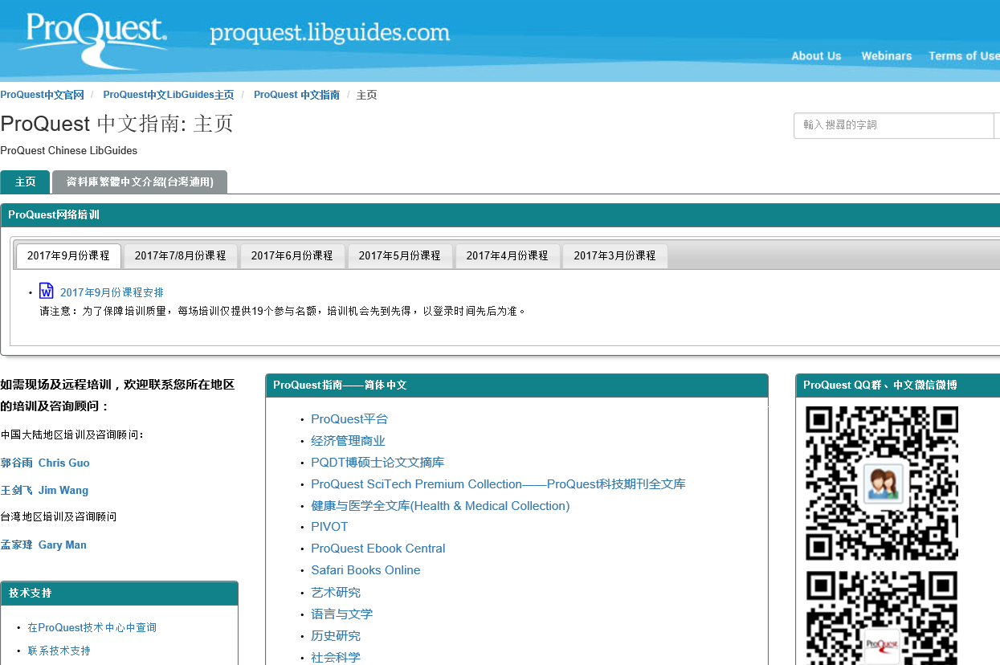 ProQuest
proquest.libguides.com
About Us Webinars Terms of Use
ProQuest中文官网 / ProQuest中文LibGuides主页 / ProQuest 中文指南 / 主页
ProQuest 中文指南: 主页
輸入搜尋的字詞
ProQuest Chinese LibGuides
主页 資料庫繁體中文介紹(台灣適用)
ProQuest网络培训
2017年9月份课程 2017年7/8月份课程 2017年6月份课程 2017年5月份课程 2017年4月份课程 2017年3月份课程
• W 2017年9月份课程安排
请注意：为了保障培训质量，每场培训仅提供19个参与名额，培训机会先到先得，以登录时间先后为准。
如需现场及远程培训，欢迎联系您所在地区
的培训及咨询顾问：
中国大陆地区培训及咨询顾问：
郭谷雨 Chris Guo
王剑飞 Jim Wang
台湾地区培训及咨询顾问
孟家瑋 Gary Man
技术支持
• 在ProQuest技术中心中查询
• 联系技术支持
ProQuest指南——简体中文
• ProQuest平台
• 经济管理商业
• PQDT博硕士论文文摘库
• ProQuest SciTech Premium Collection——ProQuest科技期刊全文库
• 健康与医学全文库(Health & Medical Collection)
• PIVOT
• ProQuest Ebook Central
• Safari Books Online
• 艺术研究
• 语言与文学
• 历史研究
• 社会科学
ProQuest QQ群、中文微信微博
ProQuest